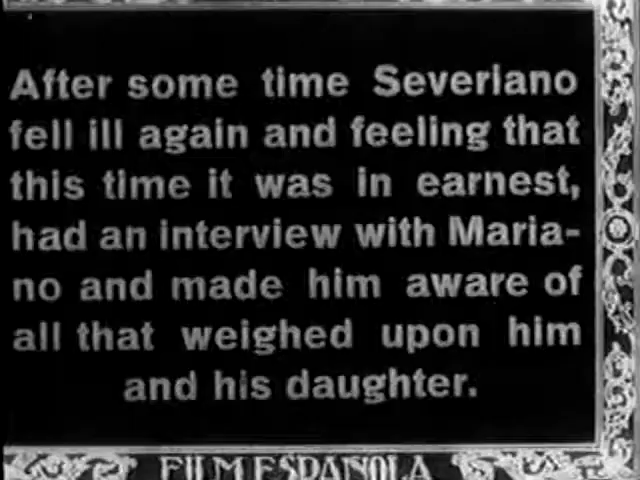 After some time Severiano
fell ill again and feeling that
this time it was in earnest,
had an interview with Maria-
no and made him aware of
all that weighed upon him
and his daughter.
FILM ESPAÑOLA